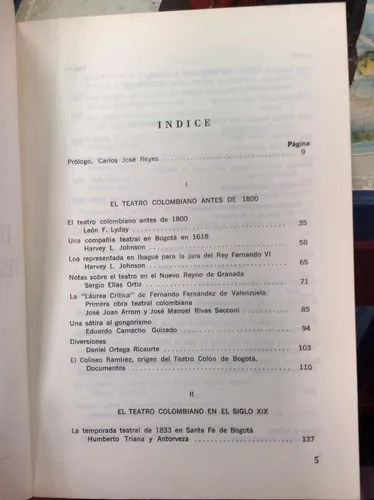 INDICE
Página
Prólogo, Carlos José Reyes 9
I
EL TEATRO COLOMBIANO ANTES DE 1800
El teatro colombiano antes de 1800
León F. Lyday 35
Una compañía teatral en Bogotá en 1618
Harvey L. Johnson 58
Loa representada en Ibagué para la jura del Rey Fernando VI
Harvey L. Johnson 65
Notas sobre el teatro en el Nuevo Reyno de Granada
Sergio Elías Ortiz 71
La "Láurea Crítica" de Fernando Fernández de Valenzuela.
Primera obra teatral colombiana
José Juan Arrom y José Manuel Rivas Sacconi 85
Una sátira al gongorismo
Eduardo Camacho Guizado 94
Diversiones
Daniel Ortega Ricaurte 103
El Coliseo Ramírez, origen del Teatro Colón de Bogotá.
Documentos 110
II
EL TEATRO COLOMBIANO EN EL SIGLO XIX
La temporada teatral de 1833 en Santa Fe de Bogotá
Humberto Triana y Antorveza 137
5